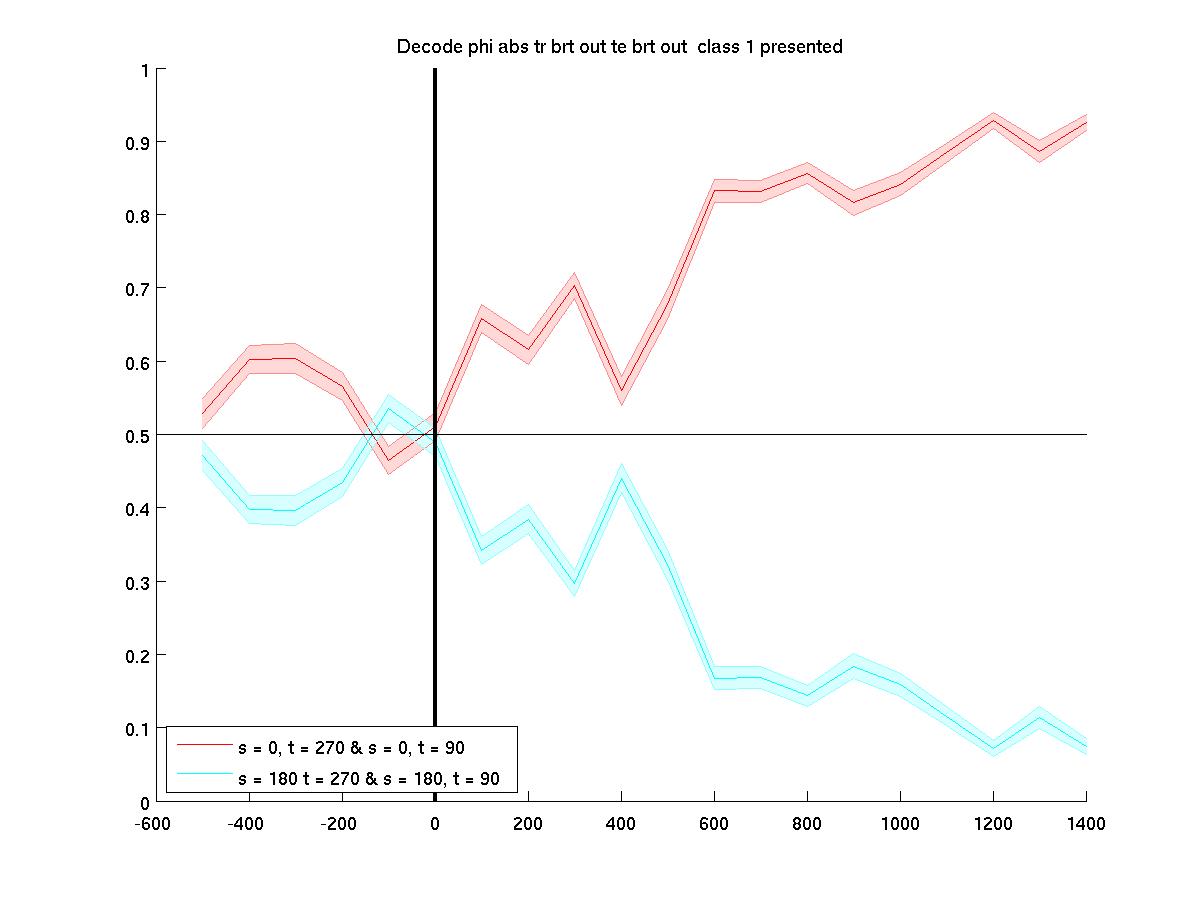 Decode phi abs tr brt out te brt out  class 1 presented
1
0.9
0.8
0.7
0.6
0.5
0.4
0.3
0.2
0.1
0
s = 0, t = 270 & s = 0, t = 90
s = 180 t = 270 & s = 180, t = 90
-600 -400 -200 0 200 400 600 800 1000 1200 1400